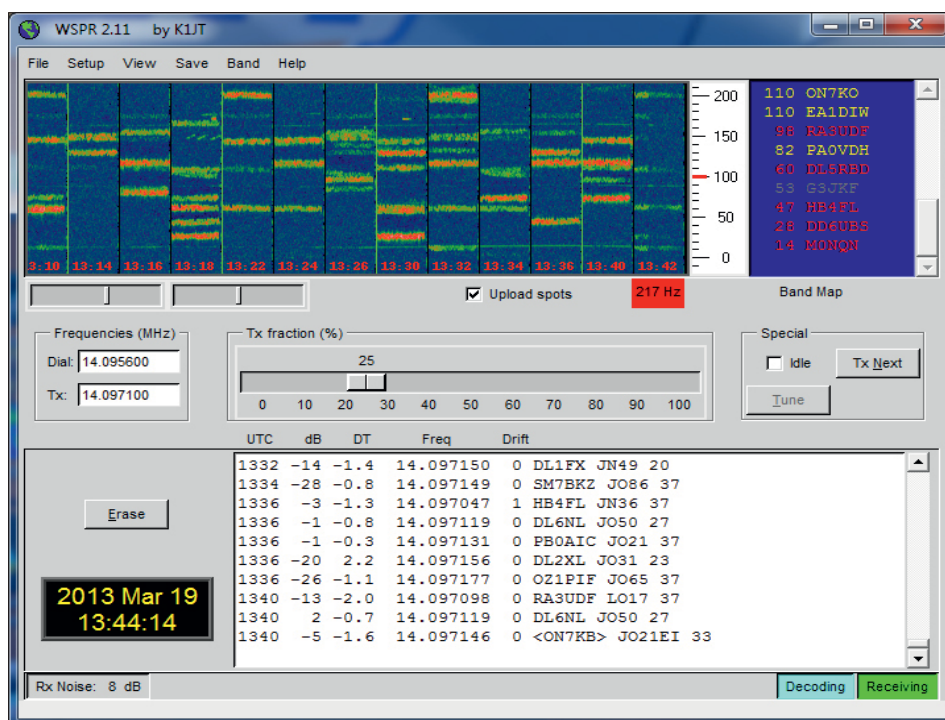 WSPR 2.11 by K1JT
File Setup View Save Band Help
200
150
100
50
0
3:10 13:14 13:16 13:18 13:22 13:24 13:26 13:30 13:32 13:34 13:36 13:40 13:42
110 ON7KO
110 EA1DIW
98 RA3UDF
82 PA0VDH
60 DL5RBD
53 G3JKF
47 HB4FL
28 DD6UBS
14 M0NQN
Upload spots
217 Hz
Band Map
Frequencies (MHz)
Dial: 14.095600
Tx: 14.097100
Tx fraction (%)
25
0 10 20 30 40 50 60 70 80 90 100
Special
Idle
Tx Next
Tune
UTC dB DT Freq Drift
1332 -14 -1.4 14.097150 0 DL1FX JN49 20
1334 -28 -0.8 14.097149 0 SM7BKZ JO86 37
1336 -3 -1.3 14.097047 1 HB4FL JN36 37
1336 -1 -0.8 14.097119 0 DL6NL JO50 27
1336 -1 -0.3 14.097131 0 PB0AIC JO21 37
1336 -20 2.2 14.097156 0 DL2XL JO31 23
1336 -26 -1.1 14.097177 0 OZ1PIF JO65 37
1340 -13 -2.0 14.097098 0 RA3UDF LO17 37
1340 2 -0.7 14.097119 0 DL6NL JO50 27
1340 -5 -1.6 14.097146 0 <ON7KB> JO21EI 33
Erase
2013 Mar 19
13:44:14
Rx Noise: 8 dB
Decoding
Receiving